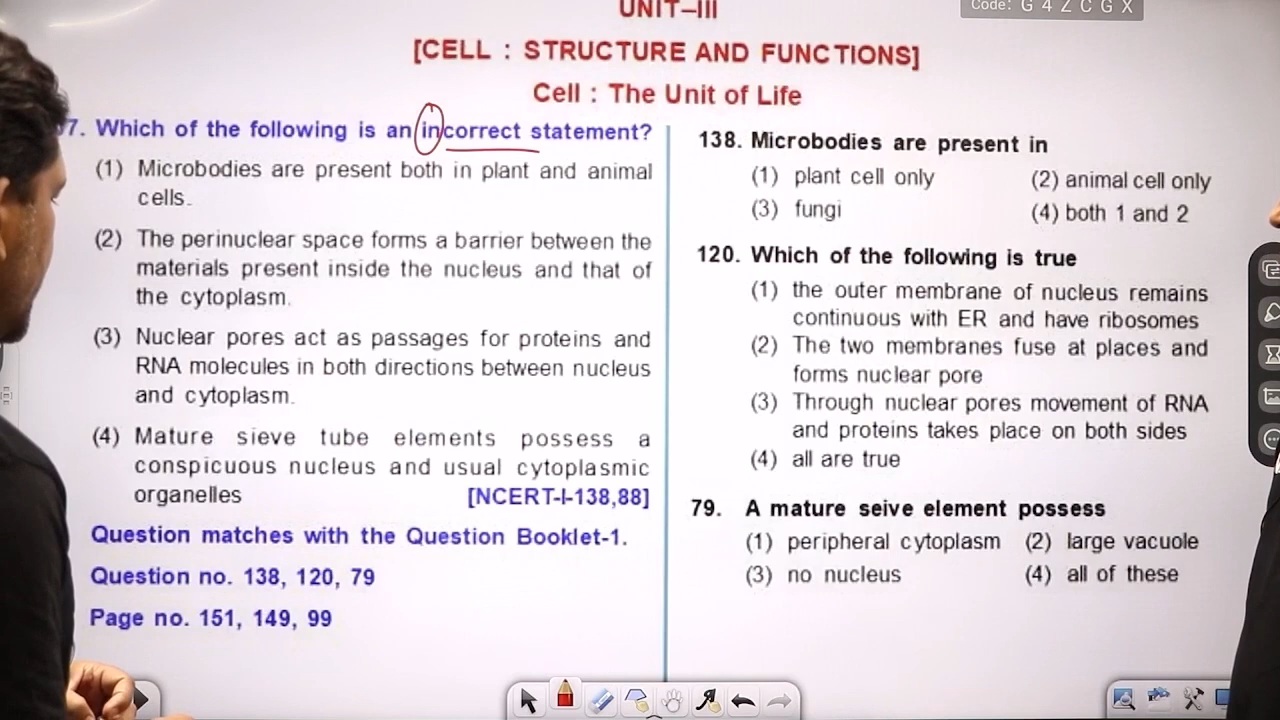 UNIT–III
Code: G 4 Z C G X
[CELL : STRUCTURE AND FUNCTIONS]
Cell : The Unit of Life
7. Which of the following is an incorrect statement?
(1) Microbodies are present both in plant and animal
cells.
(2) The perinuclear space forms a barrier between the
materials present inside the nucleus and that of
the cytoplasm.
(3) Nuclear pores act as passages for proteins and
RNA molecules in both directions between nucleus
and cytoplasm.
(4) Mature sieve tube elements possess a
conspicuous nucleus and usual cytoplasmic
organelles [NCERT-I-138,88]
Question matches with the Question Booklet-1.
Question no. 138, 120, 79
Page no. 151, 149, 99
138. Microbodies are present in
(1) plant cell only (2) animal cell only
(3) fungi (4) both 1 and 2
120. Which of the following is true
(1) the outer membrane of nucleus remains
continuous with ER and have ribosomes
(2) The two membranes fuse at places and
forms nuclear pore
(3) Through nuclear pores movement of RNA
and proteins takes place on both sides
(4) all are true
79. A mature seive element possess
(1) peripheral cytoplasm (2) large vacuole
(3) no nucleus (4) all of these